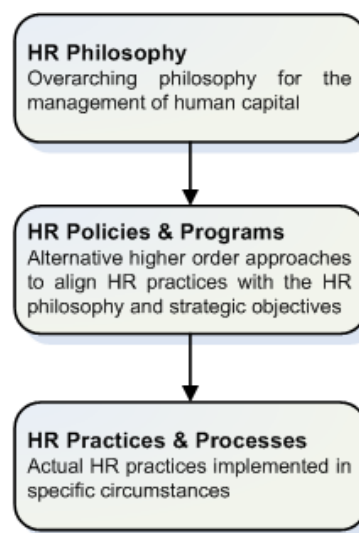 HR Philosophy
Overarching philosophy for the
management of human capital
HR Policies & Programs
Alternative higher order approaches
to align HR practices with the HR
philosophy and strategic objectives
HR Practices & Processes
Actual HR practices implemented in
specific circumstances